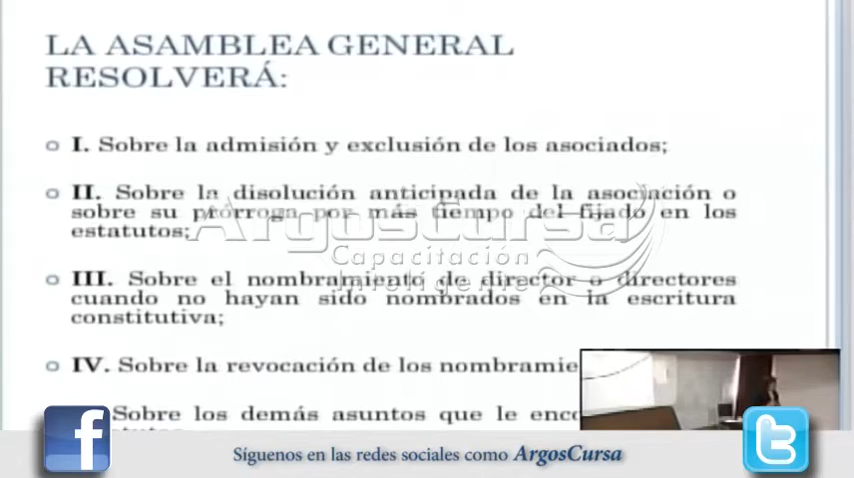 LA ASAMBLEA GENERAL
RESOLVERÁ:
I. Sobre la admisión y exclusión de los asociados;
II. Sobre la disolución anticipada de la asociación o
sobre su prórroga por más tiempo del fijado en los
estatutos;
III. Sobre el nombramiento de director o directores
cuando no hayan sido nombrados en la escritura
constitutiva;
IV. Sobre la revocación de los
Sobre los demás asuntos que le
ArgosCursa
Capacitación
Inteligente
Síguenos en las redes sociales como ArgosCursa